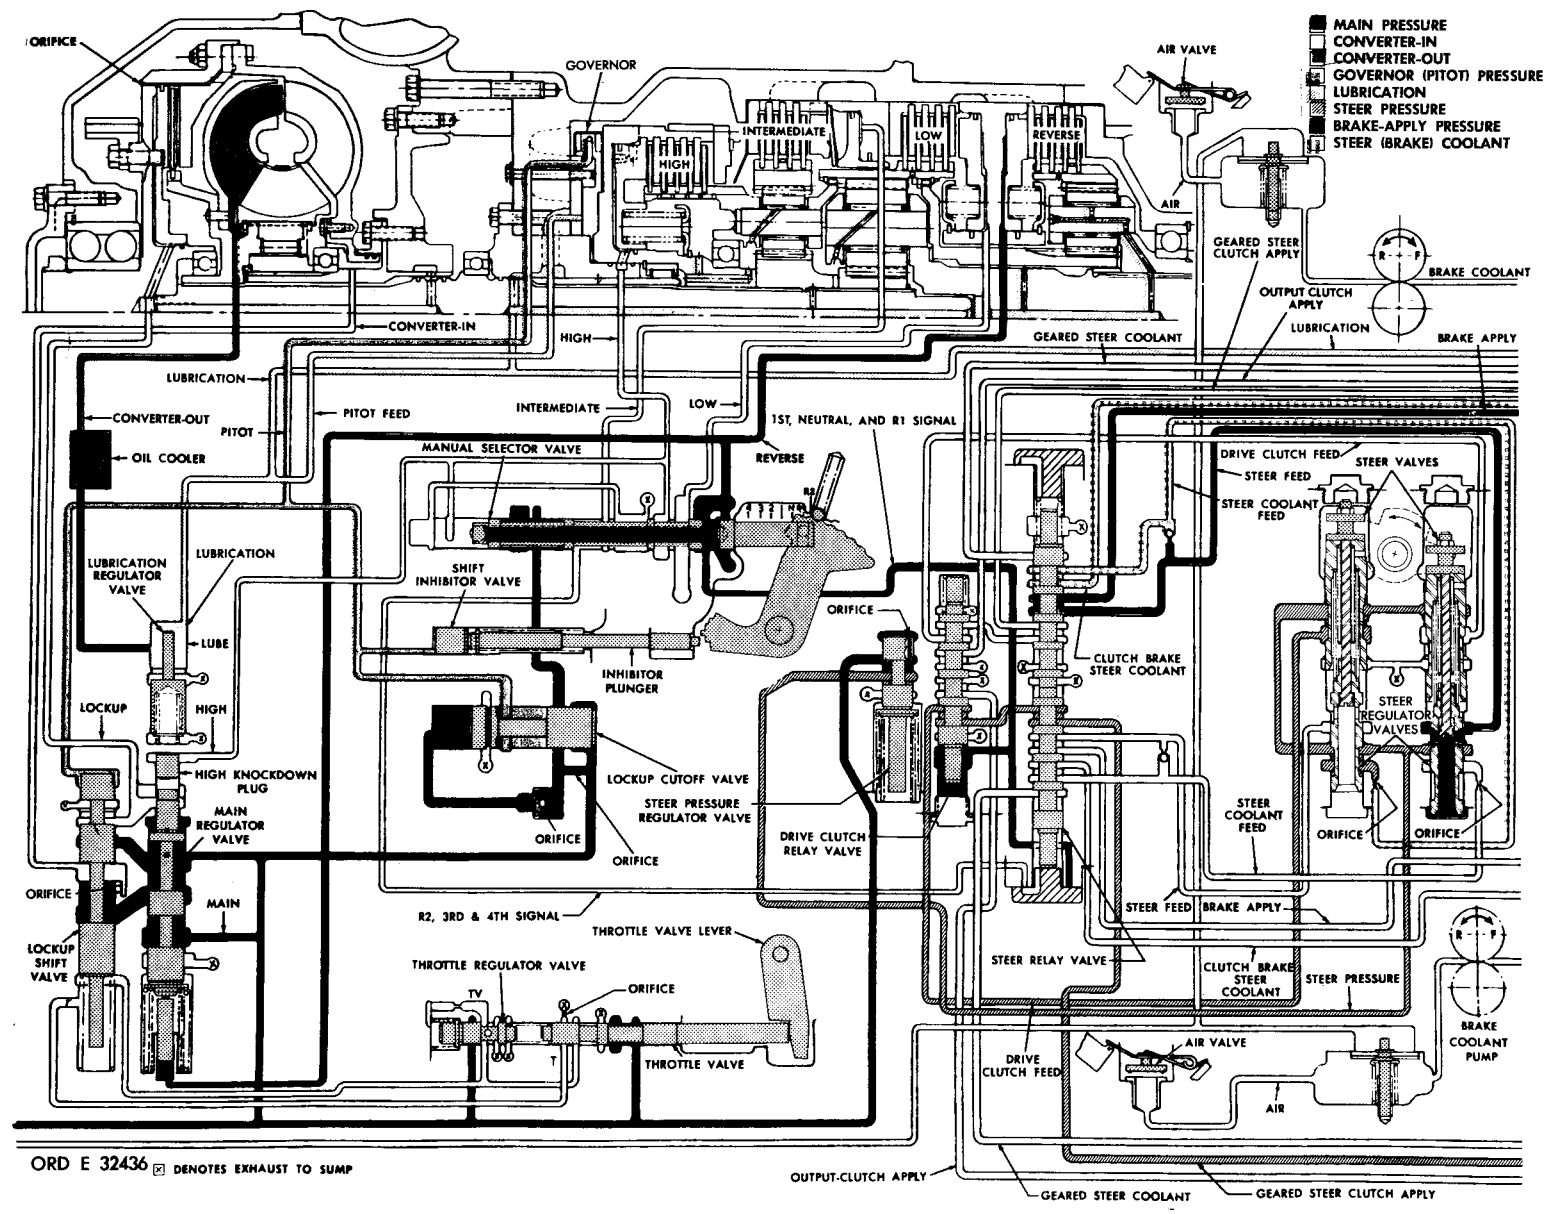 MAIN PRESSURE
CONVERTER-IN
CONVERTER-OUT
GOVERNOR (PITOT) PRESSURE
LUBRICATION
STEER PRESSURE
BRAKE-APPLY PRESSURE
STEER (BRAKE) COOLANT
ORIFICE
GOVERNOR
AIR VALVE
INTERMEDIATE
LOW
REVERSE
HIGH
AIR
GEARED STEER
CLUTCH APPLY
R F
BRAKE COOLANT
OUTPUT CLUTCH
APPLY
LUBRICATION
CONVERTER-IN
HIGH
GEARED STEER COOLANT
BRAKE APPLY
LUBRICATION
CONVERTER-OUT
PITOT FEED
PITOT
INTERMEDIATE
LOW
1ST, NEUTRAL, AND R1 SIGNAL
MANUAL SELECTOR VALVE
REVERSE
OIL COOLER
DRIVE CLUTCH FEED
STEER VALVES
STEER FEED
STEER COOLANT
FEED
LUBRICATION
REGULATOR
VALVE
LUBRICATION
SHIFT
INHIBITOR VALVE
ORIFICE
LUBE
CLUTCH BRAKE
STEER COOLANT
INHIBITOR
PLUNGER
LOCKUP
HIGH
STEER
REGULATOR
VALVES
HIGH KNOCKDOWN
PLUG
LOCKUP CUTOFF VALVE
STEER PRESSURE
REGULATOR VALVE
MAIN
REGULATOR
VALVE
ORIFICE
DRIVE CLUTCH
RELAY VALVE
STEER
COOLANT
FEED
ORIFICE
ORIFICE
ORIFICE
ORIFICE
MAIN
R2, 3RD & 4TH SIGNAL
STEER FEED
BRAKE APPLY
LOCKUP
SHIFT
VALVE
THROTTLE VALVE LEVER
R F
THROTTLE REGULATOR VALVE
STEER RELAY VALVE
CLUTCH BRAKE
STEER
COOLANT
STEER PRESSURE
TV
ORIFICE
BRAKE
COOLANT
PUMP
AIR VALVE
T
THROTTLE VALVE
DRIVE
CLUTCH FEED
AIR
ORD E 32436
X DENOTES EXHAUST TO SUMP
OUTPUT-CLUTCH APPLY
GEARED STEER COOLANT
GEARED STEER CLUTCH APPLY